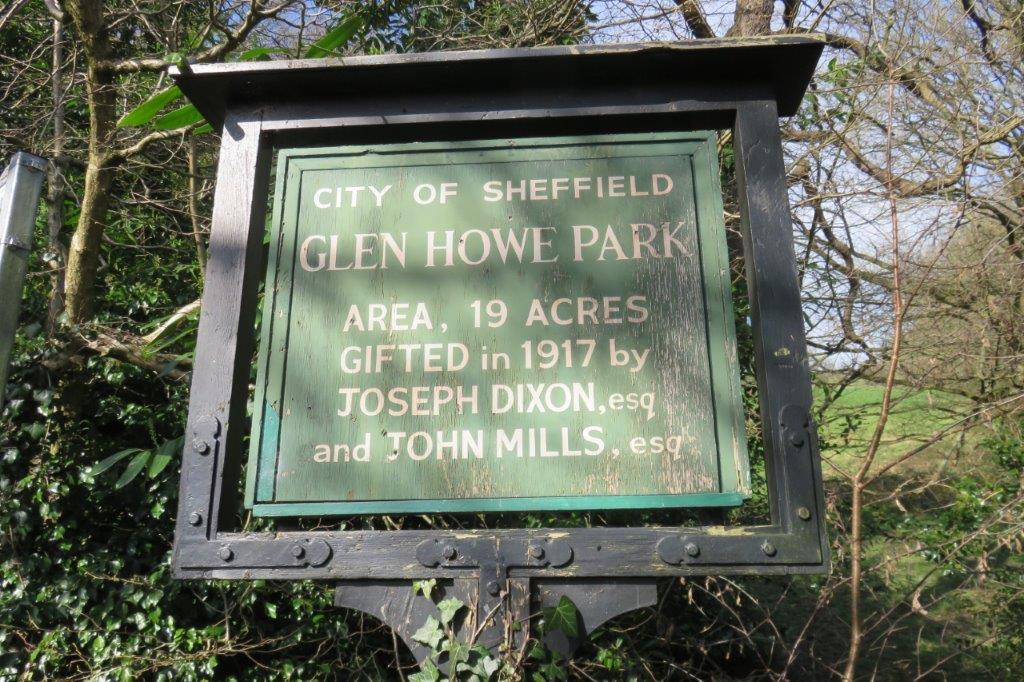 CITY OF SHEFFIELD
GLEN HOWE PARK
AREA, 19 ACRES
GIFTED in 1917 by
JOSEPH DIXON, esq
and JOHN MILLS, esq